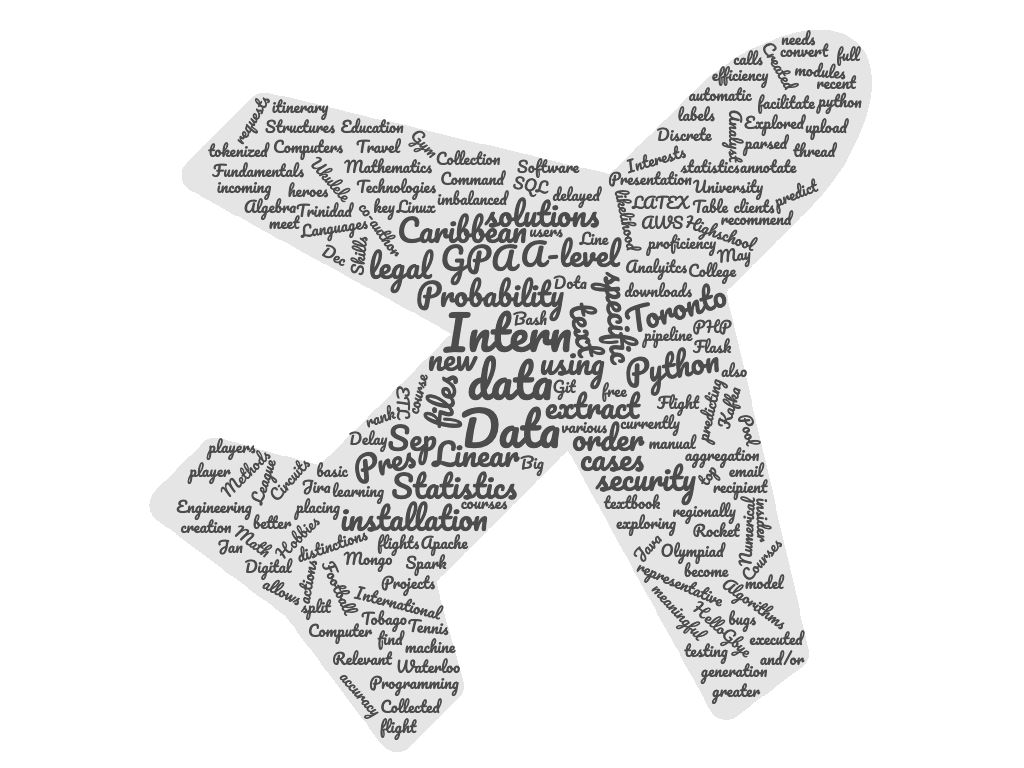 needs
calls
Created
convert
full
efficiency
modules
recent
automatic
facilitate
python
labels
Analyst
Explored
upload
Discrete
parsed
thread
requests
itinerary
Structures
Education
Gym
tokenized
Computers
Travel
Collection
Software
Interests
statistics
annotate
Fundamentals
Ukulele
Mathematics
Command
SQL
delayed
Presentation
University
predict
incoming
heroes
Technologies
imbalanced
likelihood
LATEX
Table
clients
Algebra
Trinidad
co-author
key
Linux
solutions
AWS
Highschool
recommend
meet
Languages
Caribbean
users
Line
proficiency
May
Dec
Skills
legal
GPA
A
A-level
Analyitcs
College
Probability
Dota
specific
downloads
Toronto
Intern
Bash
text
pipeline
PHP
Flask
new
using
Python
also
data
Git
free
files
course
TI3
extract
Flight
predicting
Kafka
rank
Data
various
currently
Pool
Delay
Sep
order
manual
players
Linear
Big
cases
aggregation
player
Methods
League
Circuits
basic
Pres
security
top
email
Jira
learning
Statistics
recipient
Engineering
placing
courses
textbook
regionally
Numerical
insider
creation
better
installation
exploring
Rocket
Jan
Math
Hobbies
distinctions
flights
Apache
Java
Olympiad
Courses
Digital
Mongo
Spark
become
model
allows
actions
Football
Projects
representative
Algorithms
split
International
meaningful
HelloGbye
bugs
Tobago
Tennis
Computer
find
machine
testing
executed
Relevant
Waterloo
and/or
accuracy
Programming
generation
Collected
greater
flight